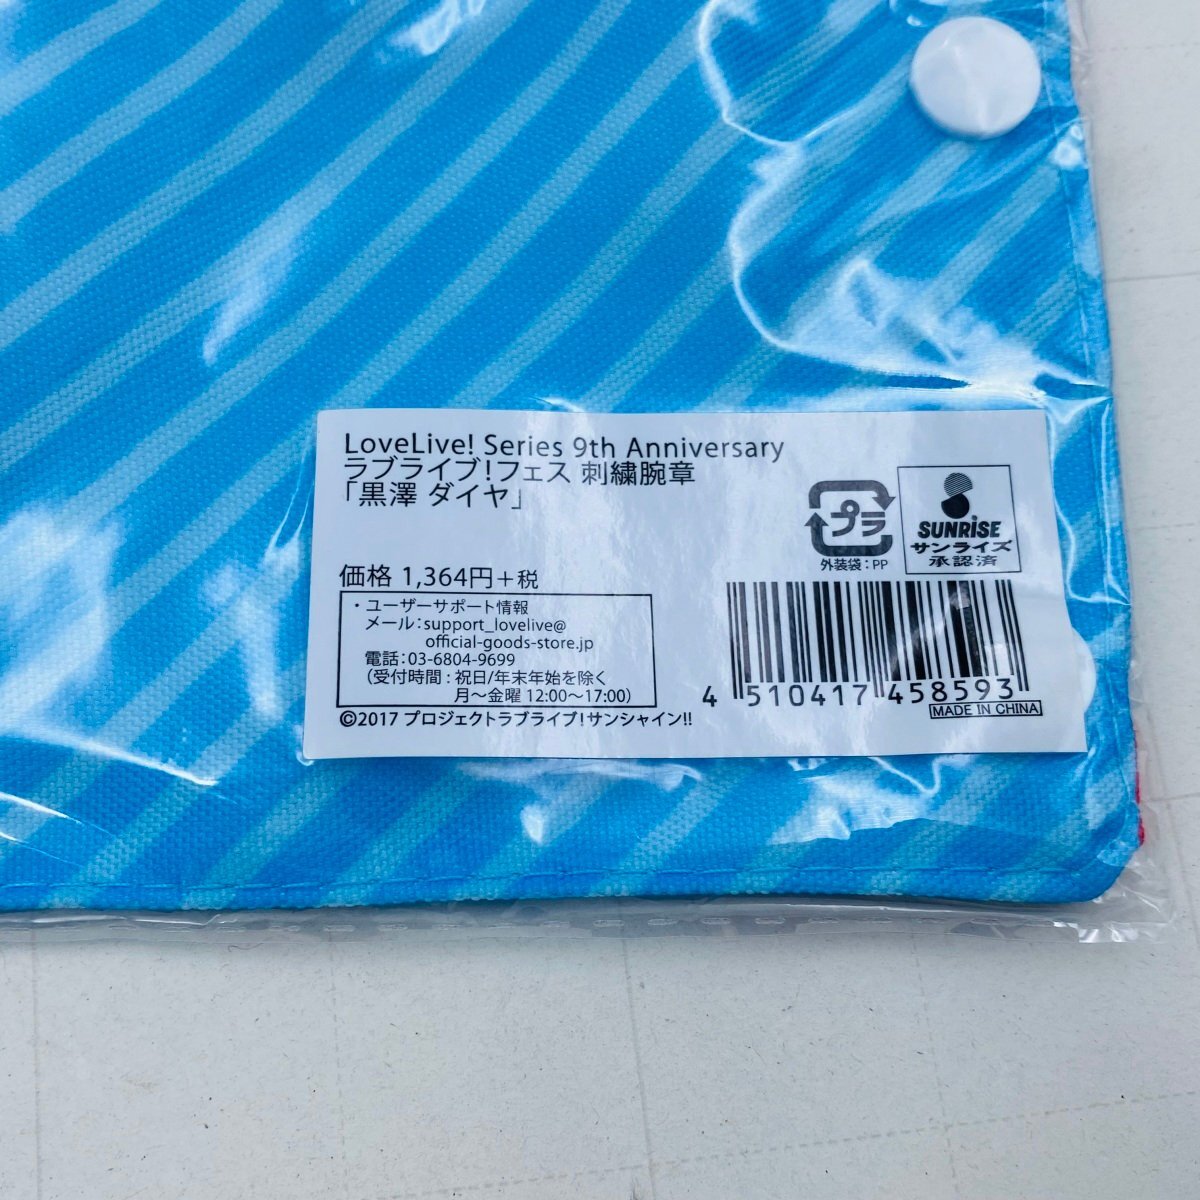 LoveLive! Series 9th Anniversary
ラブライブ!フェス 刺繍腕章
「黒澤 ダイヤ」
プラ
外装袋:PP
SUNRISE
サンライズ
承認済
価格 1,364円+税
・ユーザーサポート情報
メール:support_lovelive@
official-goods-store.jp
電話:03-6804-9699
(受付時間:祝日/年末年始を除く
月〜金曜 12:00〜17:00)
©2017 プロジェクトラブライブ!サンシャイン!!
4 510417 458593
MADE IN CHINA